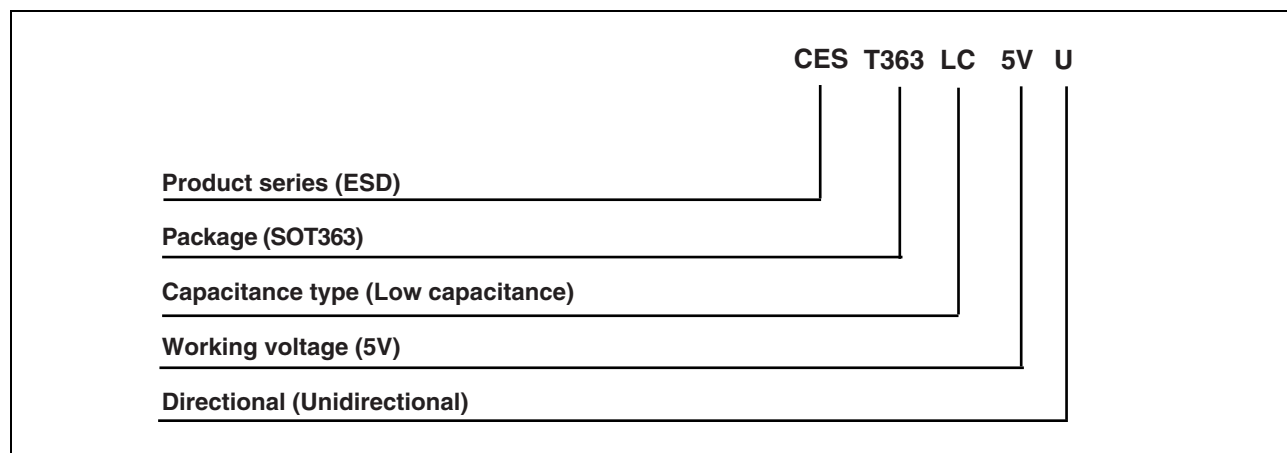 CES T363 LC 5V U
Product series (ESD)
Package (SOT363)
Capacitance type (Low capacitance)
Working voltage (5V)
Directional (Unidirectional)